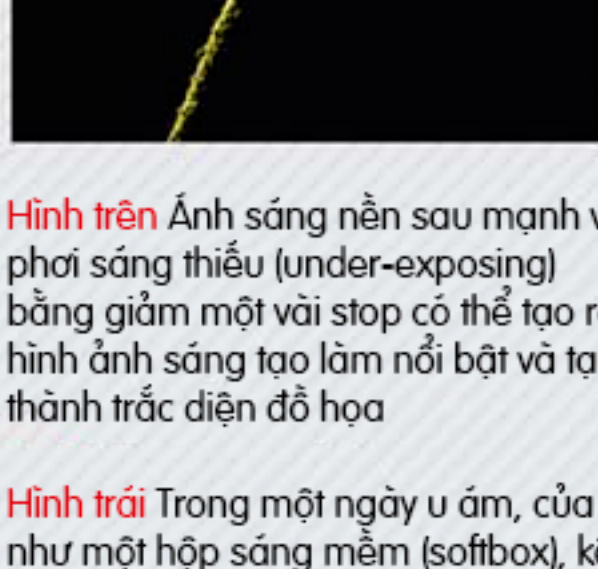 Hình trên Ánh sáng nền sau mạnh v
phơi sáng thiếu (under-exposing)
bằng giảm một vài stop có thể tạo r
hình ảnh sáng tạo làm nổi bật và tạ
thành trắc diện đồ họa
Hình trái Trong một ngày u ám, của
như một hộp sáng mềm (softbox), k